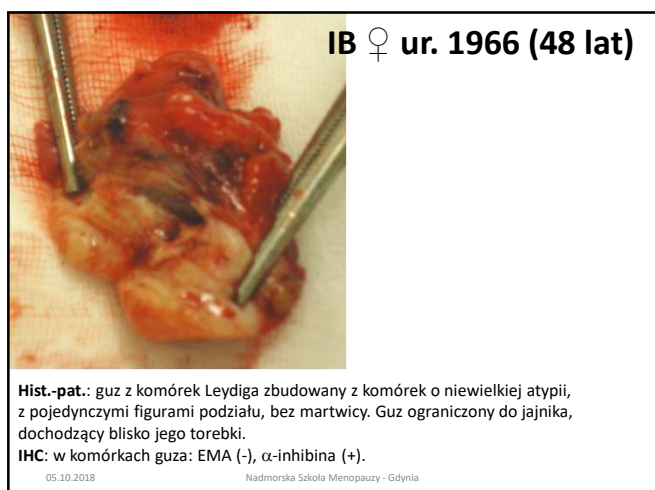 IB ♀ ur. 1966 (48 lat)
Hist.-pat.: guz z komórek Leydiga zbudowany z komórek o niewielkiej atypii,
z pojedynczymi figurami podziału, bez martwicy. Guz ograniczony do jajnika,
dochodzący blisko jego torebki.
IHC: w komórkach guza: EMA (-), α-inhibina (+).
05.10.2018 Nadmorska Szkoła Menopauzy - Gdynia